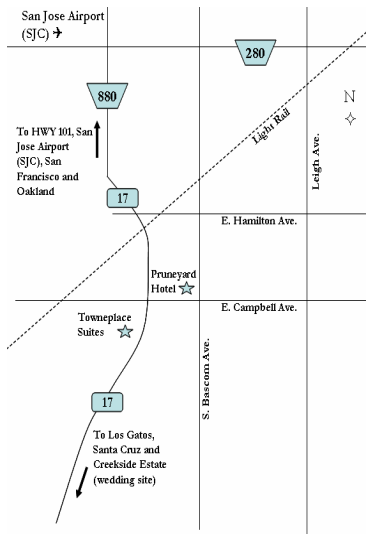 San Jose Airport
(SJC) ✈
280
880
N
To HWY 101, San
Jose Airport
(SJC), San
Francisco and
Oakland
Light Rail
Leigh Ave.
17
E. Hamilton Ave.
Pruneyard
Hotel
E. Campbell Ave.
Towneplace
Suites
S. Bascom Ave.
17
To Los Gatos,
Santa Cruz and
Creekside Estate
(wedding site)